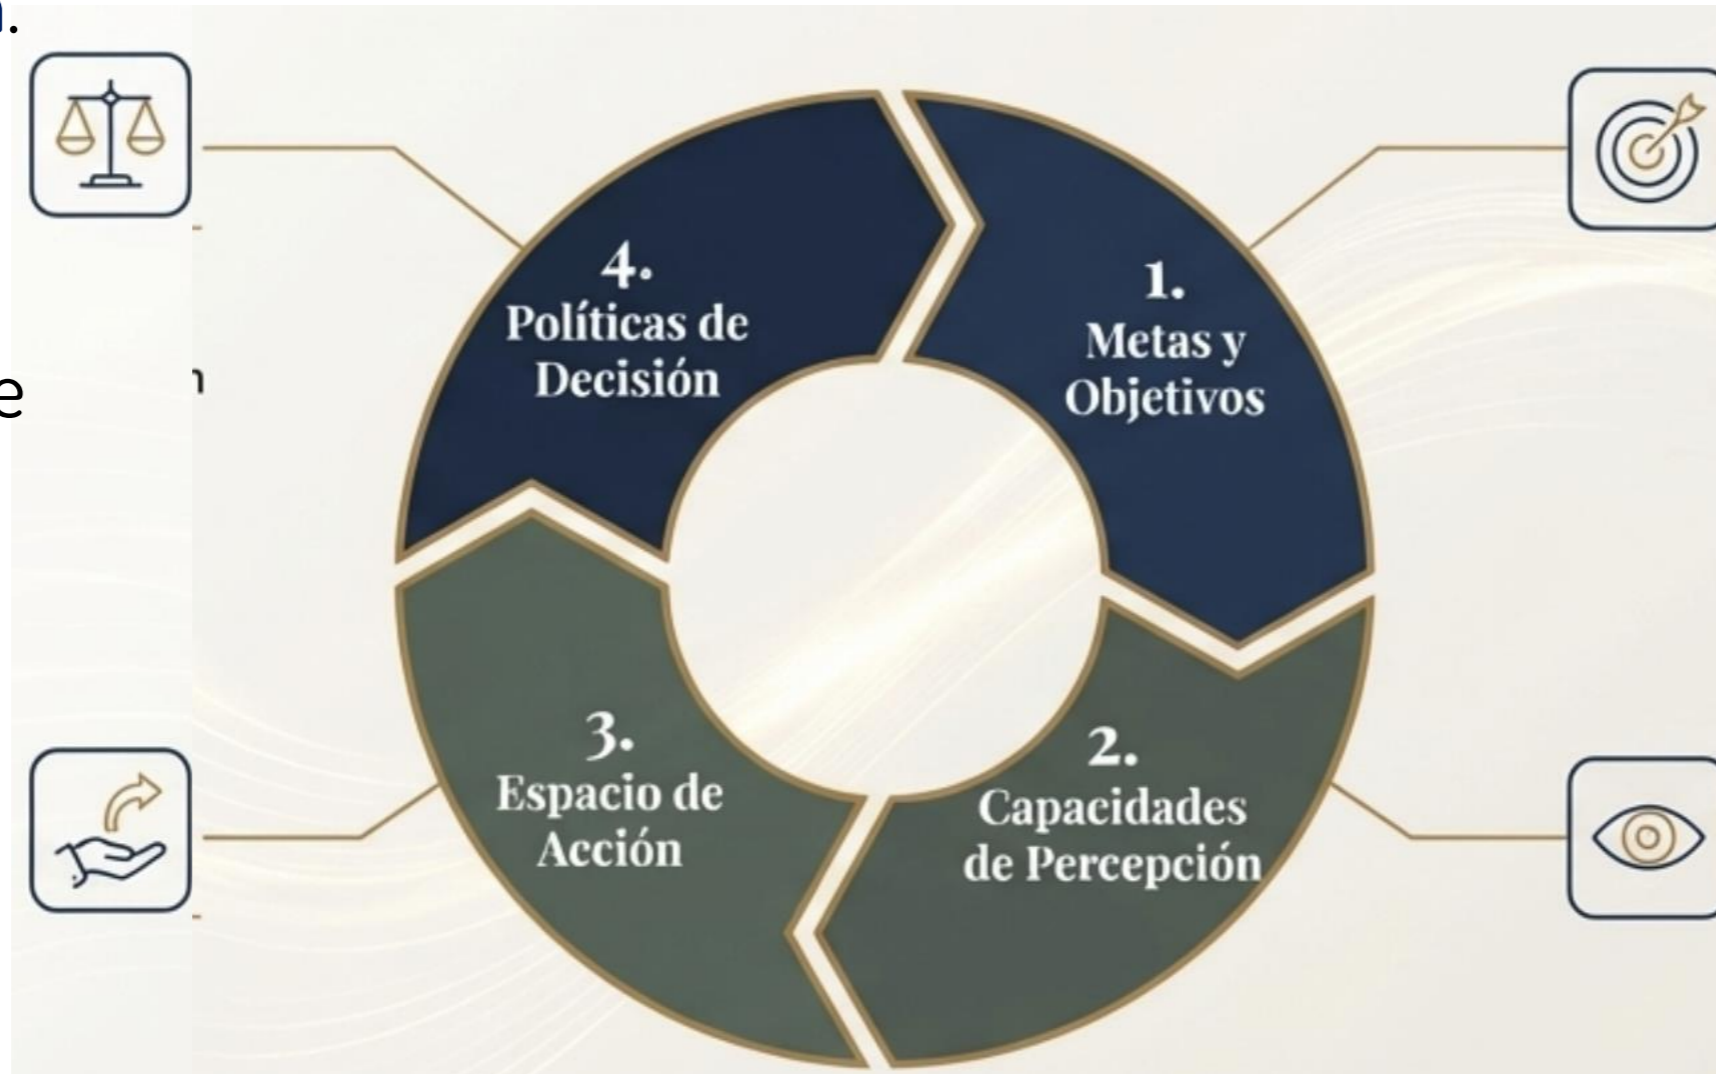 4.
Políticas de
Decisión
1.
Metas y
Objetivos
e
3.
Espacio de
Acción
2.
Capacidades
de Percepción